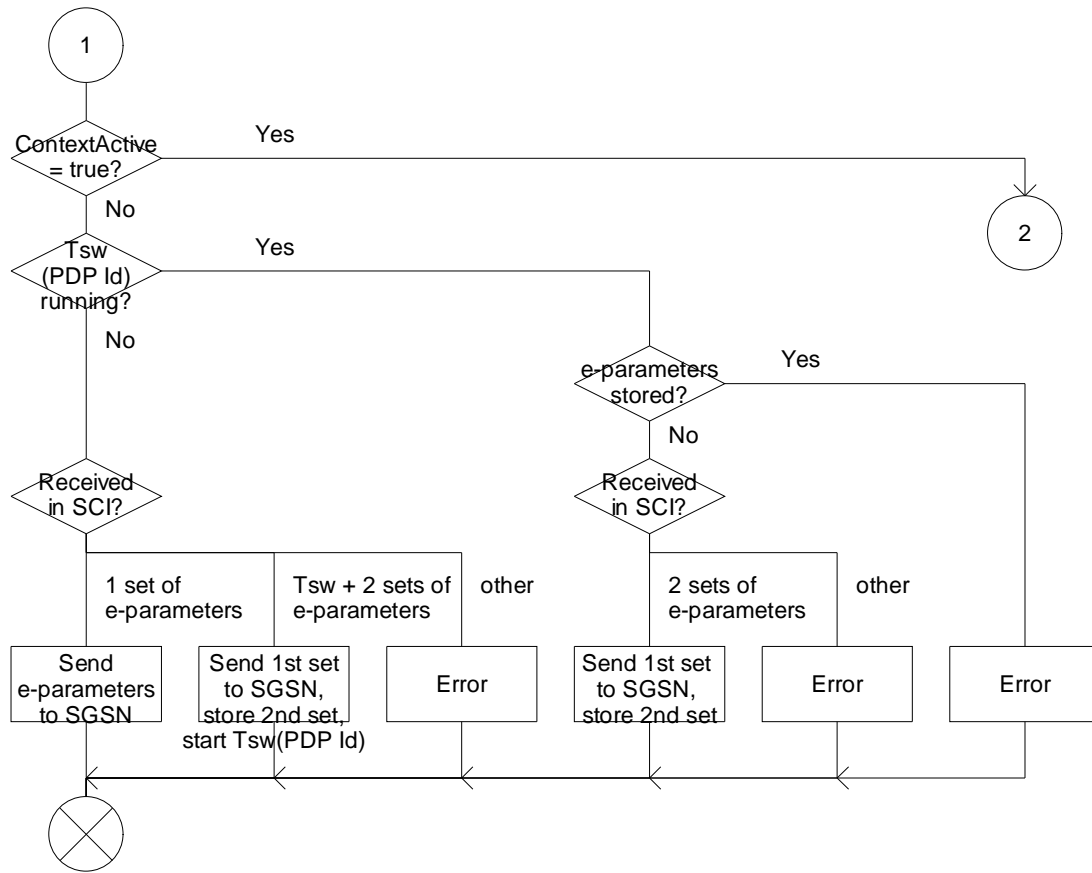 1
ContextActive
= true?
Yes
No
2
Tsw
(PDP Id)
running?
Yes
No
e-parameters
stored?
Yes
No
Received
in SCI?
Received
in SCI?
1 set of
e-parameters
Tsw + 2 sets of
e-parameters
other
2 sets of
e-parameters
other
Send
e-parameters
to SGSN
Send 1st set
to SGSN,
store 2nd set,
start Tsw(PDP Id)
Error
Send 1st set
to SGSN,
store 2nd set
Error
Error